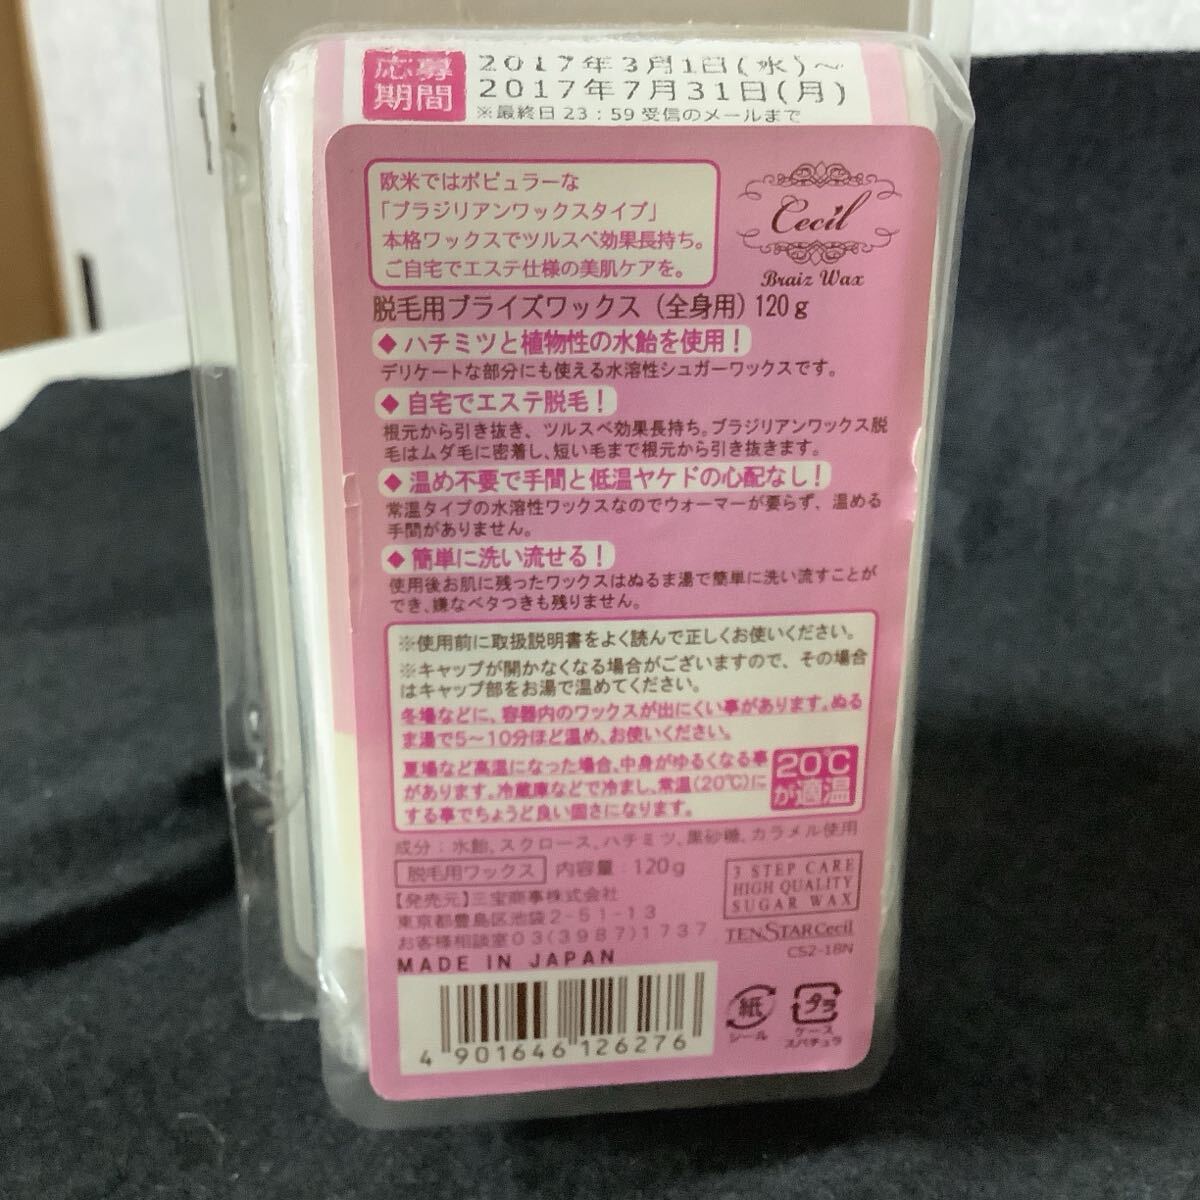 応募期間
2017年3月1日(水)～
2017年7月31日(月)
※最終日23：59受信のメールまで
欧米ではポピュラーな
「ブラジリアンワックスタイプ」
本格ワックスでツルスベ効果長持ち。
ご自宅でエステ仕様の美肌ケアを。
Cecil
Braiz Wax
脱毛用ブライズワックス（全身用）120g
◆ハチミツと植物性の水飴を使用！
デリケートな部分にも使える水溶性シュガーワックスです。
◆自宅でエステ脱毛！
根元から引き抜き、ツルスベ効果長持ち。ブラジリアンワックス脱
毛はムダ毛に密着し、短い毛まで根元から引き抜きます。
◆温め不要で手間と低温ヤケドの心配なし！
常温タイプの水溶性ワックスなのでウォーマーが要らず、温める
手間がありません。
◆簡単に洗い流せる！
使用後お肌に残ったワックスはぬるま湯で簡単に洗い流すことが
でき、嫌なベタつきも残りません。
※使用前に取扱説明書をよく読んで正しくお使いください。
※キャップが開かなくなる場合がございますので、その場合
はキャップ部をお湯で温めてください。
冬場などに、容器内のワックスが出にくい事があります。ぬる
ま湯で5～10分ほど温め、お使いください。
夏場など高温になった場合、中身がゆるくなる事
があります。冷蔵庫などで冷まし、常温(20℃)に
する事でちょうど良い固さになります。
20℃
が適温
成分：水飴、スクロース、ハチミツ、黒砂糖、カラメル使用
脱毛用ワックス 内容量：120g
【発売元】三宝商事株式会社
東京都豊島区池袋2-51-13
お客様相談室03(3987)1737
MADE IN JAPAN
3 STEP CARE
HIGH QUALITY
SUGAR WAX
TENSTAR Cecil
CS2-18N
4 901646 126276
紙
シール
プラ
ケース
スパチュラ